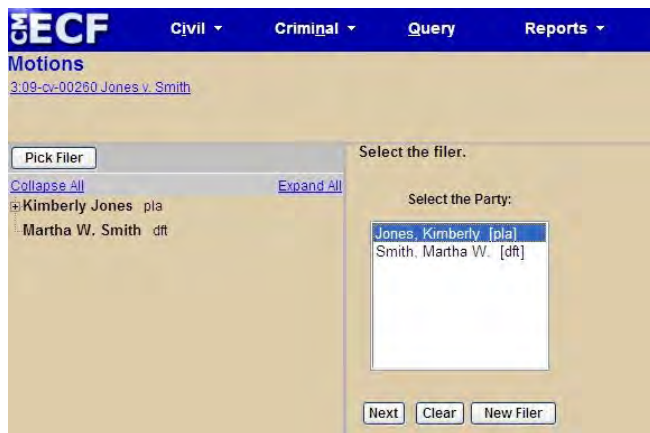 CM ECF Civil Criminal Query Reports
Motions
3:09-cv-00260 Jones v. Smith
Pick Filer
Collapse All Expand All
Kimberly Jones pla
Martha W. Smith dft
Select the filer.
Select the Party:
Jones, Kimberly [pla]
Smith, Martha W. [dft]
Next Clear New Filer